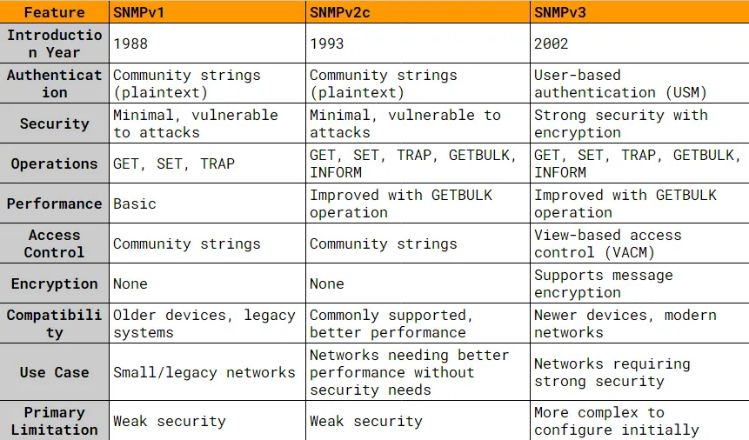 Feature SNMPv1 SNMPv2c SNMPv3
Introductio
n Year
1988
1993
2002
Authenticat
ion
Community strings
(plaintext)
Community strings
(plaintext)
User-based
authentication (USM)
Security
Minimal, vulnerable
to attacks
Minimal, vulnerable to
attacks
Strong security with
encryption
Operations
GET, SET, TRAP
GET, SET, TRAP, GETBULK,
INFORM
GET, SET, TRAP, GETBULK,
INFORM
Performance
Basic
Improved with GETBULK
operation
Improved with GETBULK
operation
Access
Control
Community strings
Community strings
View-based access
control (VACM)
Encryption
None
None
Supports message
encryption
Compatibili
ty
Older devices, legacy
systems
Commonly supported,
better performance
Newer devices, modern
networks
Use Case
Small/legacy networks
Networks needing better
performance without
security needs
Networks requiring
strong security
Primary
Limitation
Weak security
Weak security
More complex to
configure initially